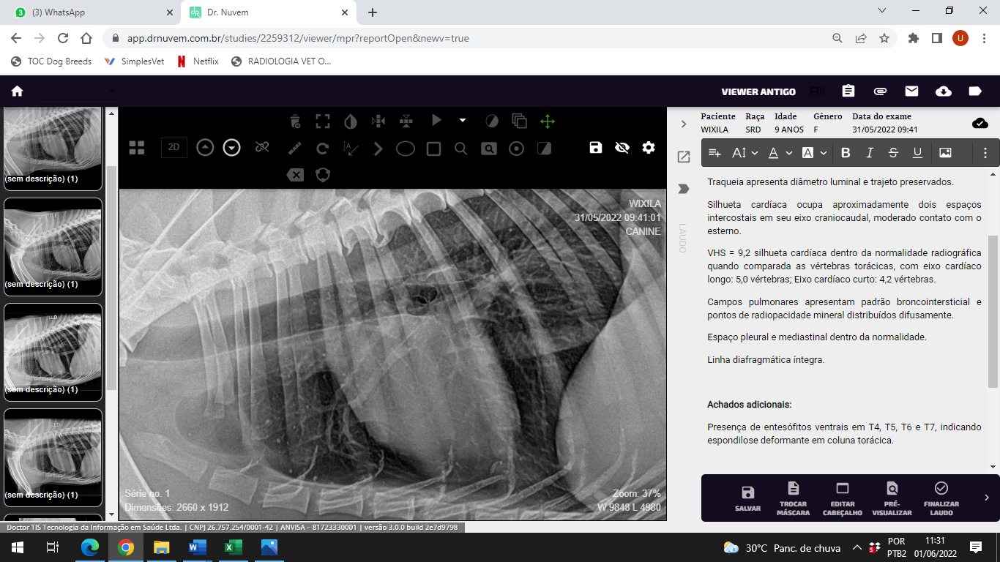 (3) WhatsApp
Dr. Nuvem
app.drnuvem.com.br/studies/2259312/viewer/mpr?reportOpen&newv=true
U
TOC Dog Breeds
SimplesVet
Netflix
RADIOLOGIA VET O...
VIEWER ANTIGO
(sem descrição) (1)
(sem descrição) (1)
LLD
(sem descrição) (1)
(sem descrição) (1)
2D
WIXILA
31/05/2022 09:41:01
CANINE
Série no. 1
Dimensões: 2660 x 1912
Zoom: 37%
W 9848 L 4980
LAUDO
Paciente Raça Idade Gênero Data do exame
WIXILA SRD 9 ANOS F 31/05/2022 09:41
Traqueia apresenta diâmetro luminal e trajeto preservados.
Silhueta cardíaca ocupa aproximadamente dois espaços
intercostais em seu eixo craniocaudal, moderado contato com o
esterno.
VHS = 9,2 silhueta cardíaca dentro da normalidade radiográfica
quando comparada as vértebras torácicas, com eixo cardíaco
longo: 5,0 vértebras; Eixo cardíaco curto: 4,2 vértebras.
Campos pulmonares apresentam padrão broncointersticial e
pontos de radiopacidade mineral distribuídos difusamente.
Espaço pleural e mediastinal dentro da normalidade.
Linha diafragmática íntegra.
Achados adicionais:
Presença de entesófitos ventrais em T4, T5, T6 e T7, indicando
espondilose deformante em coluna torácica.
SALVAR
TROCAR
MÁSCARA
EDITAR
CABEÇALHO
PRÉ-
VISUALIZAR
FINALIZAR
LAUDO
Doctor TIS Tecnologia da Informação em Saúde Ltda. | CNPJ 26.757.254/0001-42 | ANVISA – 81723330001 | versão 3.0.0 build 2e7d9798
30°C Panc. de chuva
POR
PTB2
11:31
01/06/2022